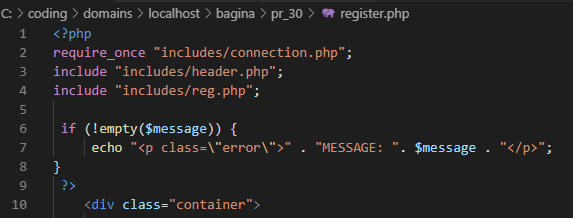 C: > coding > domains > localhost > bagina > pr_30 > register.php
1 <?php
2 require_once "includes/connection.php";
3 include "includes/header.php";
4 include "includes/reg.php";
5
6 if (!empty($message)) {
7 echo "<p class=\"error\">" . "MESSAGE: ". $message . "</p>";
8 }
9 ?>
10 <div class="container">